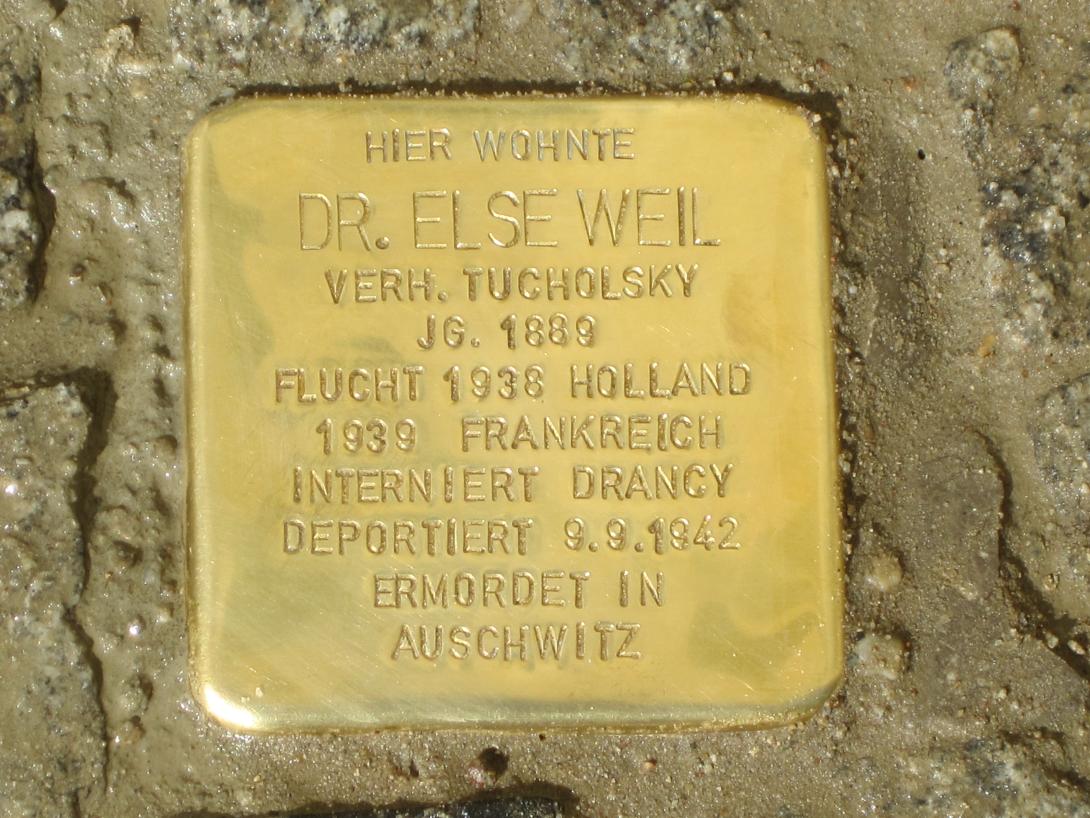 HIER WOHNTE
DR. ELSE WEIL
VERH. TUCHOLSKY
JG. 1889
FLUCHT 1938 HOLLAND
1939 FRANKREICH
INTERNIERT DRANCY
DEPORTIERT 9.9.1942
ERMORDET IN
AUSCHWITZ